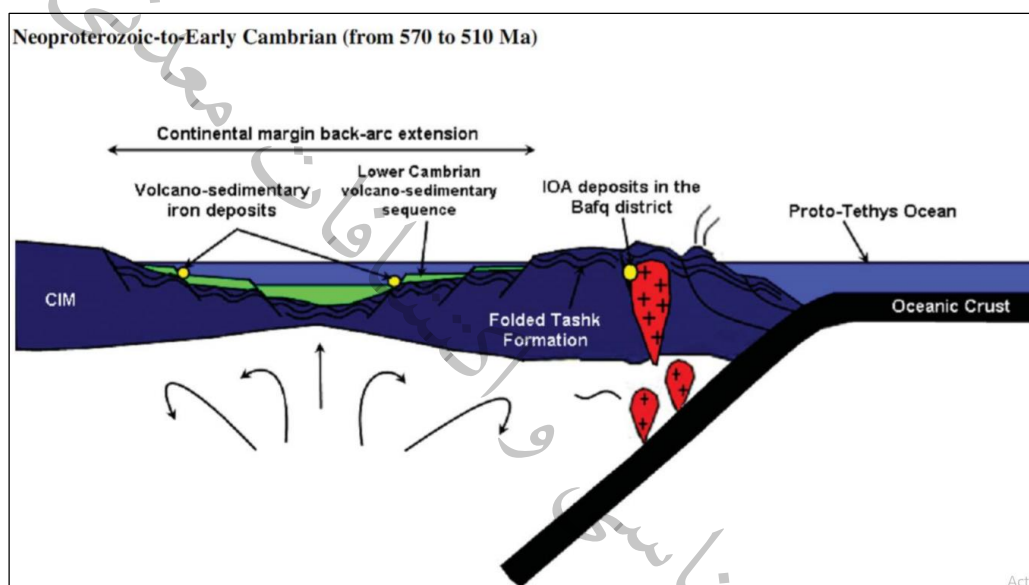 Neoproterozoic-to-Early Cambrian (from 570 to 510 Ma)
Continental margin back-arc extension
Volcano-sedimentary
iron deposits
Lower Cambrian
volcano-sedimentary
sequence
IOA deposits in the
Bafq district
Proto-Tethys Ocean
CIM
Folded Tashk
Formation
Oceanic Crust